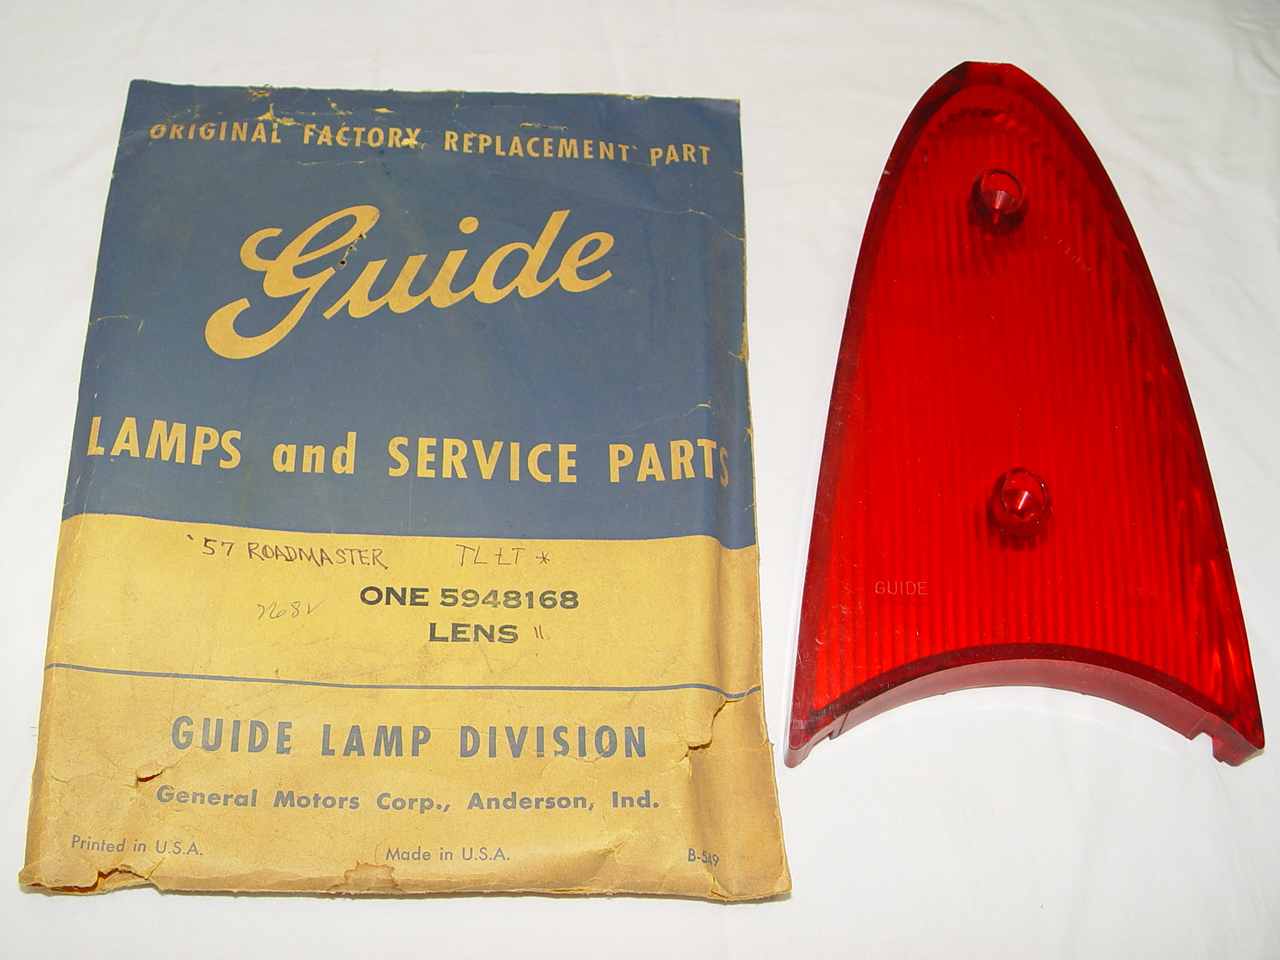 ORIGINAL FACTORY REPLACEMENT PART
Guide
LAMPS and SERVICE PARTS
'57 ROADMASTER TL LT *
ONE 5948168
768V
LENS "
GUIDE LAMP DIVISION
General Motors Corp., Anderson, Ind.
Printed in U.S.A. Made in U.S.A. B-549
GUIDE